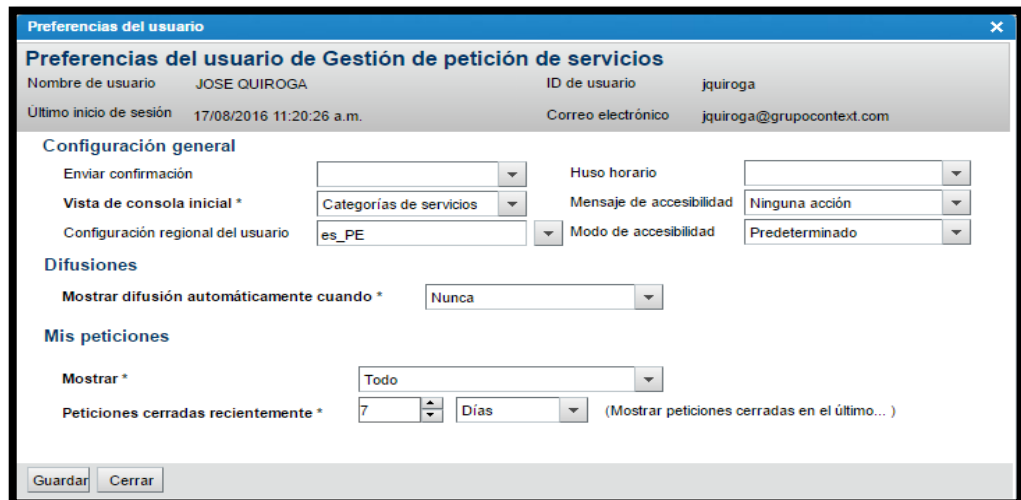 Preferencias del usuario
Preferencias del usuario de Gestión de petición de servicios
Nombre de usuario JOSE QUIROGA ID de usuario jquiroga
Último inicio de sesión 17/08/2016 11:20:26 a.m. Correo electrónico jquiroga@grupocontext.com
Configuración general
Enviar confirmación Huso horario
Vista de consola inicial * Categorías de servicios Mensaje de accesibilidad Ninguna acción
Configuración regional del usuario es_PE Modo de accesibilidad Predeterminado
Difusiones
Mostrar difusión automáticamente cuando * Nunca
Mis peticiones
Mostrar * Todo
Peticiones cerradas recientemente * 7 Días (Mostrar peticiones cerradas en el último... )
Guardar Cerrar